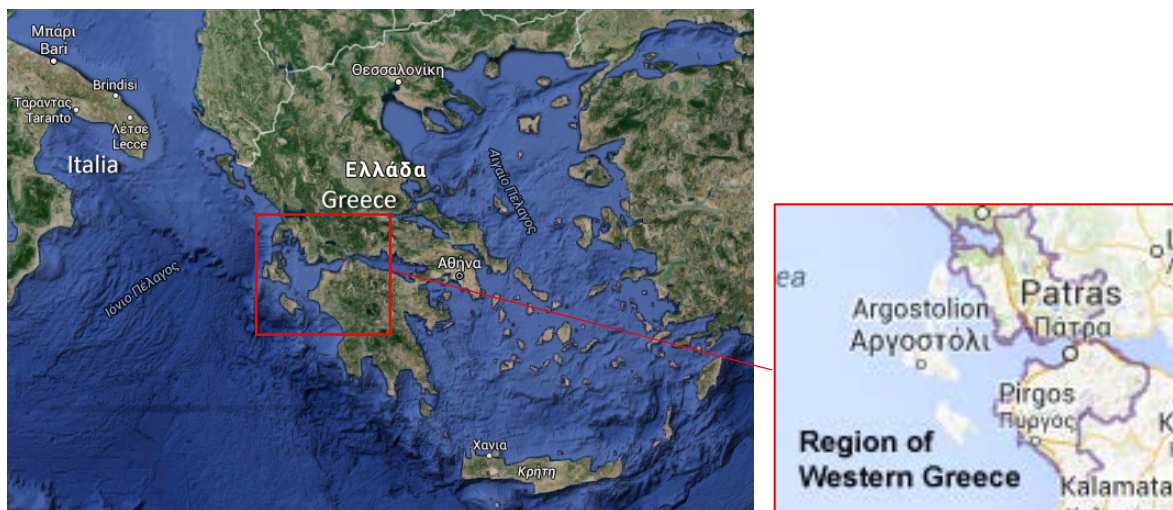 Μπάρι
Bari
Brindisi
Τάραντας
Taranto
Λέτσε
Lecce
Italia
Θεσσαλονίκη
Ελλάδα
Greece
Αιγαίο Πέλαγος
Αθήνα
Ιόνιο Πέλαγος
Χανιά
Κρήτη
ea
Argostolion
Αργοστόλι
Patras
Πάτρα
Pirgos
Πύργος
Region of
Western Greece
Kalamata